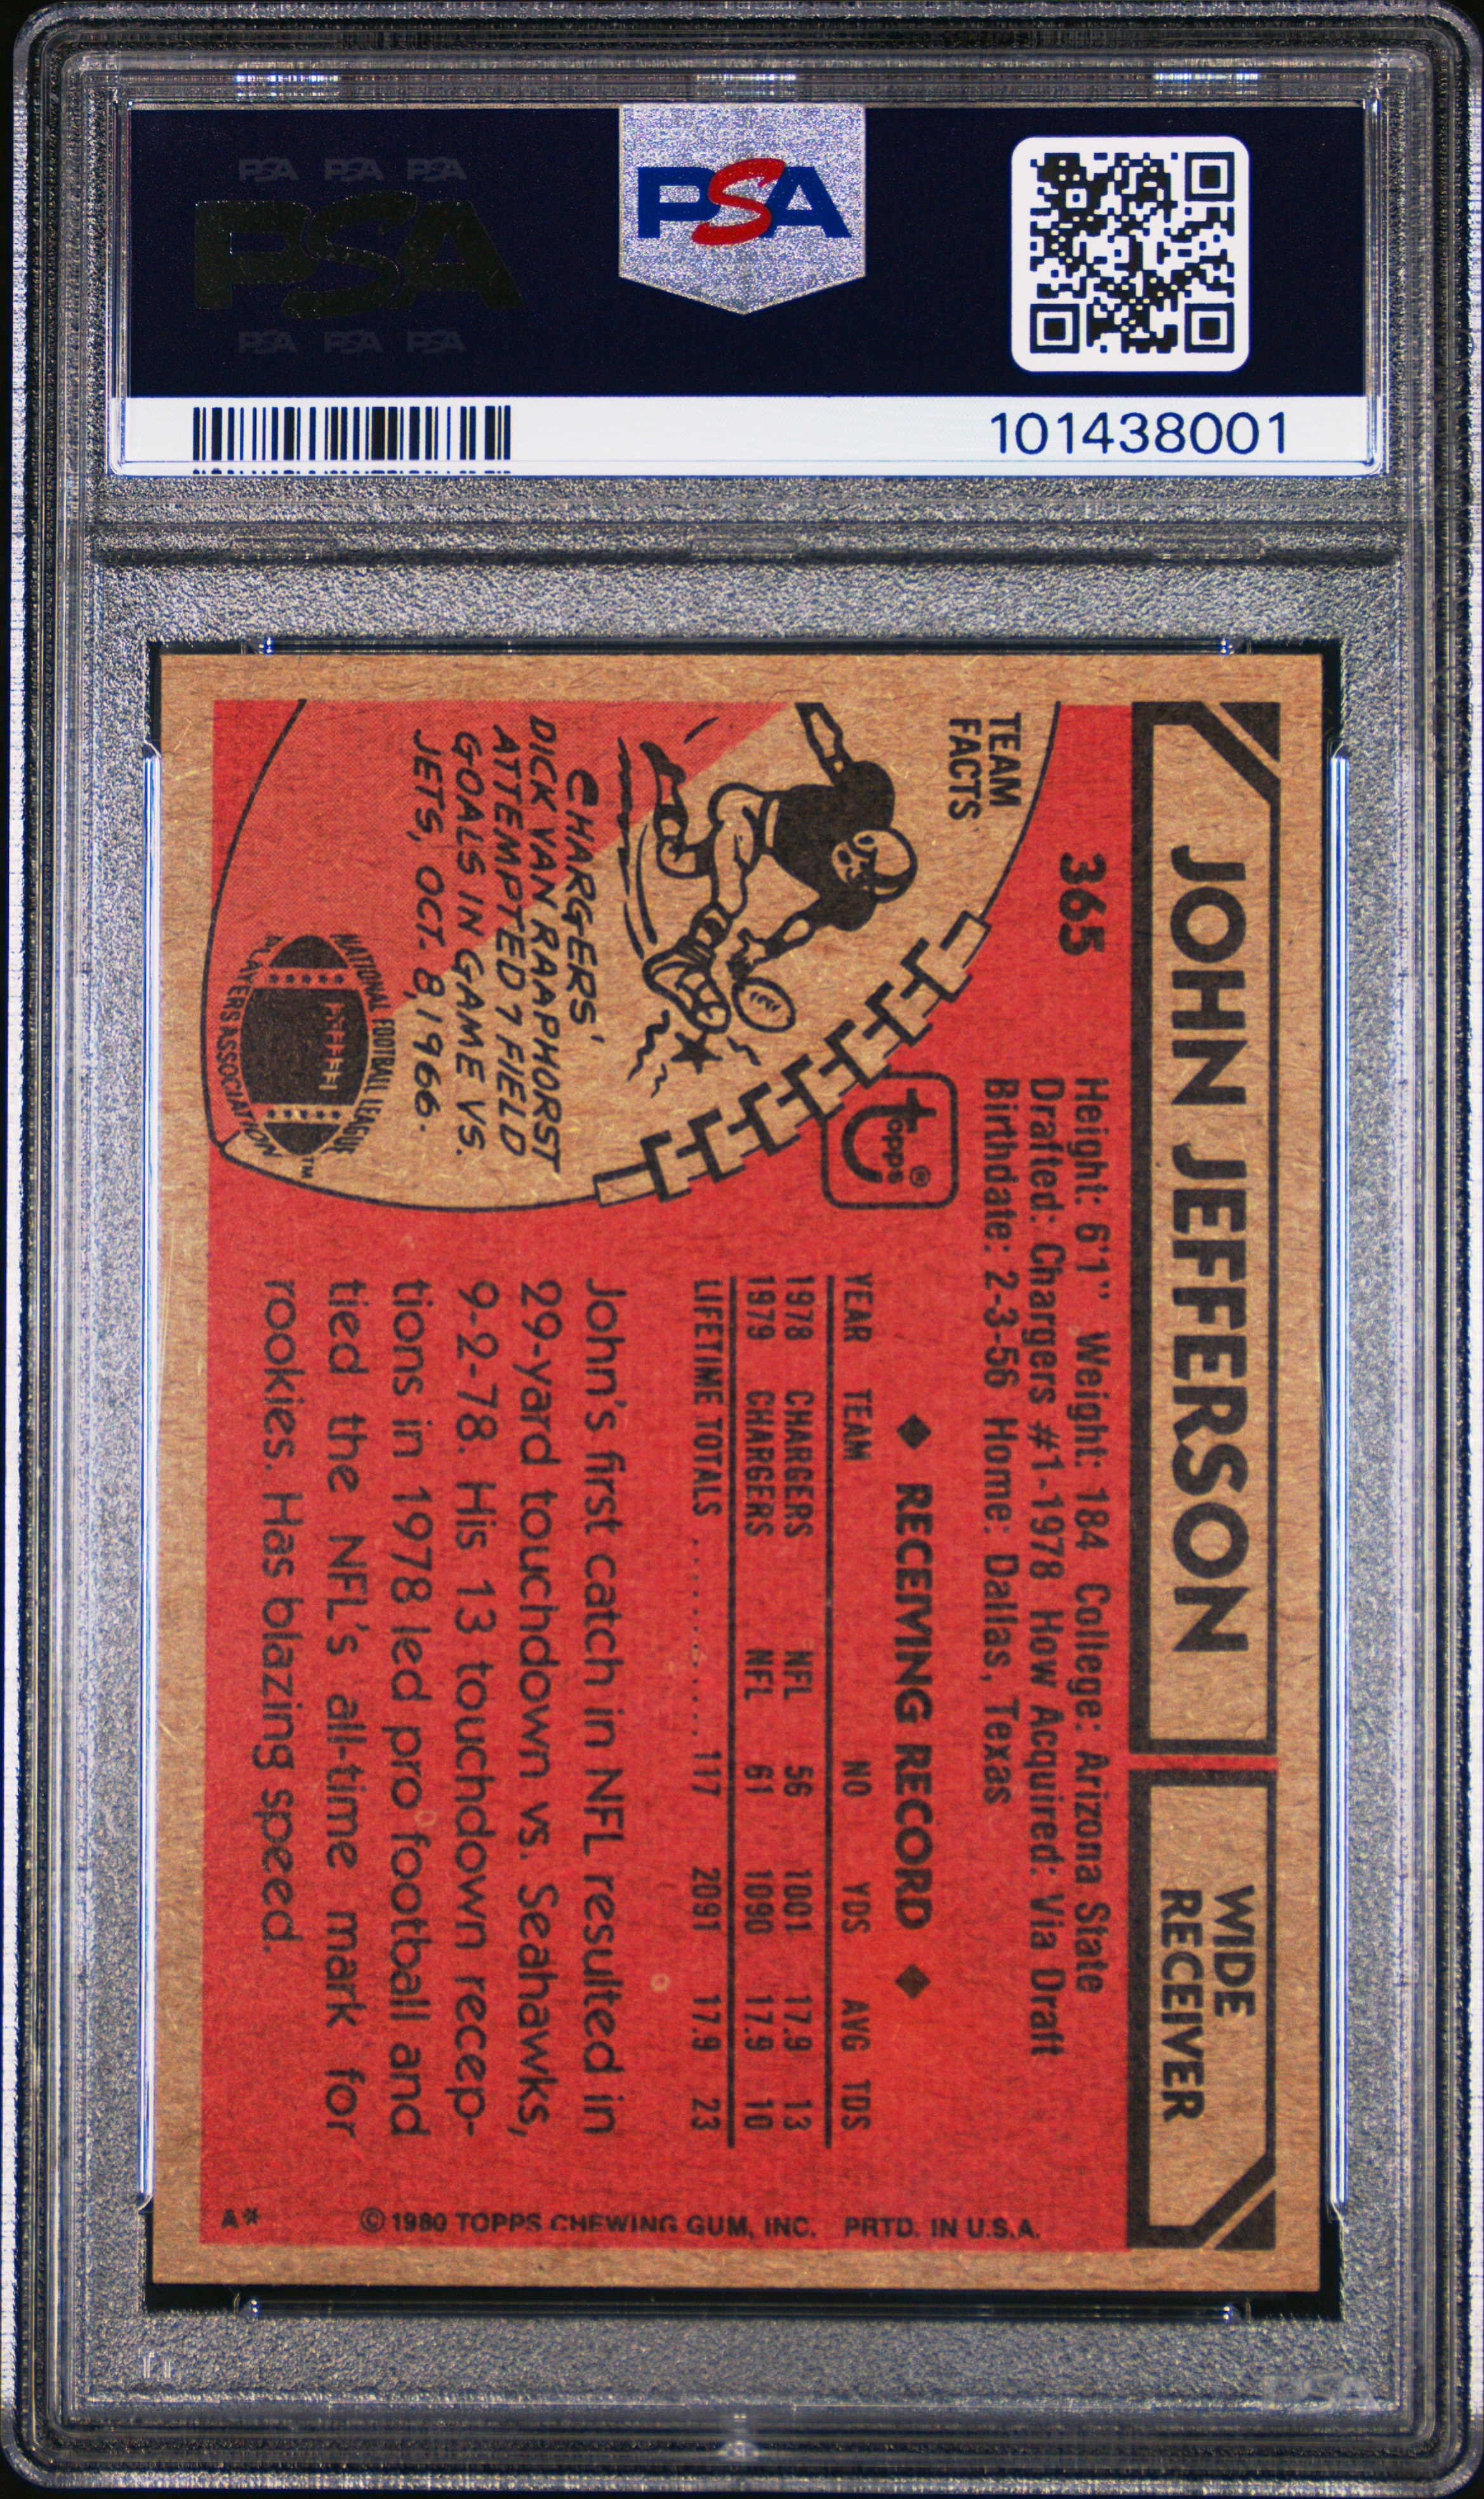 PSA PSA PSA
PSA
PSA PSA PSA
PSA
101438001
JOHN JEFFERSON
WIDE
RECEIVER
365
Height: 6'1" Weight: 184 College: Arizona State
Drafted: Chargers #1-1978 How Acquired: Via Draft
Birthdate: 2-3-56 Home: Dallas, Texas
TEAM
FACTS
topps®
CHARGERS'
DICK VAN RAAPHORST
ATTEMPTED 7 FIELD
GOALS IN GAME VS.
JETS, OCT. 8, 1966.
NATIONAL FOOTBALL LEAGUE
PLAYERS ASSOCIATION
TM
◆ RECEIVING RECORD ◆
YEAR TEAM NO YDS AVG TDS
1978 CHARGERS NFL 56 1001 17.9 13
1979 CHARGERS NFL 61 1090 17.9 10
LIFETIME TOTALS .......... 117 2091 17.9 23
John's first catch in NFL resulted in
29-yard touchdown vs. Seahawks,
9-2-78. His 13 touchdown recep-
tions in 1978 led pro football and
tied the NFL's all-time mark for
rookies. Has blazing speed.
A* © 1980 TOPPS CHEWING GUM, INC. PRTD. IN U.S.A.
PSA